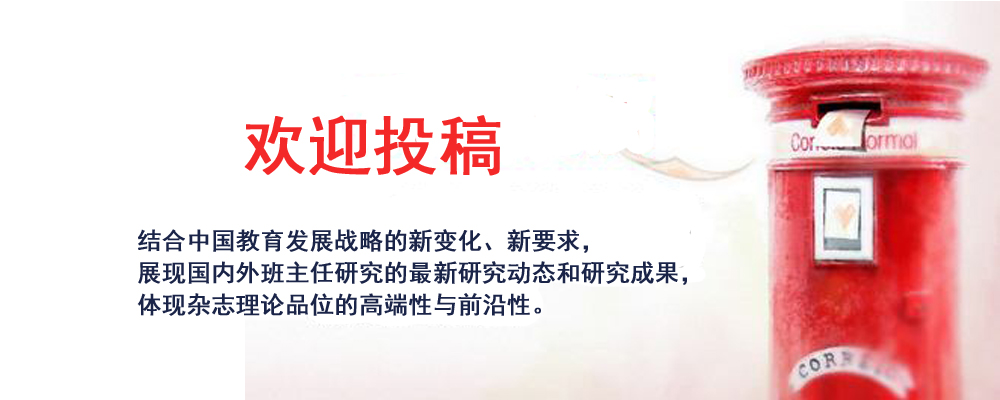 欢迎投稿
结合中国教育发展战略的新变化、新要求，
展现国内外班主任研究的最新研究动态和研究成果，
体现杂志理论品位的高端性与前沿性。